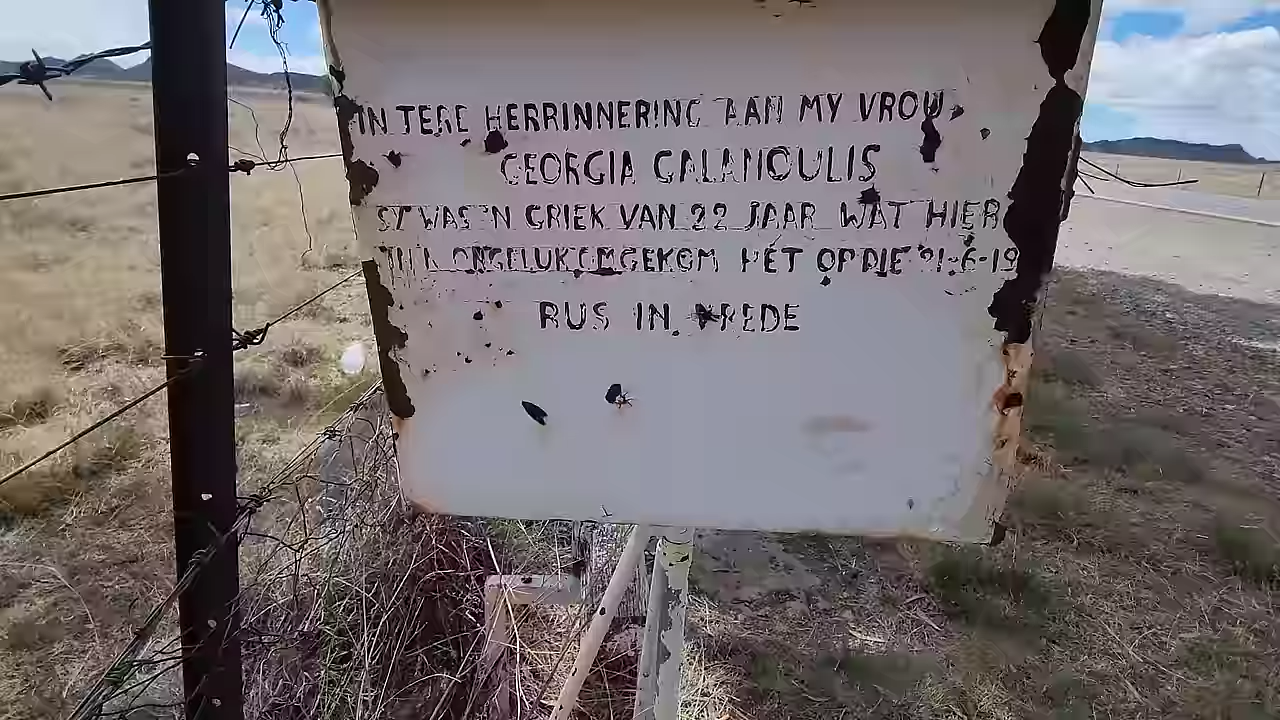 IN TERE HERRINNERING AAN MY VROU
GEORGIA GALANOULIS
SY WAS 'N GRIEK VAN 22 JAAR WAT HIER
IN 'N ONGELUK OMGEKOM HET OP DIE 21-6-19
RUS IN VREDE